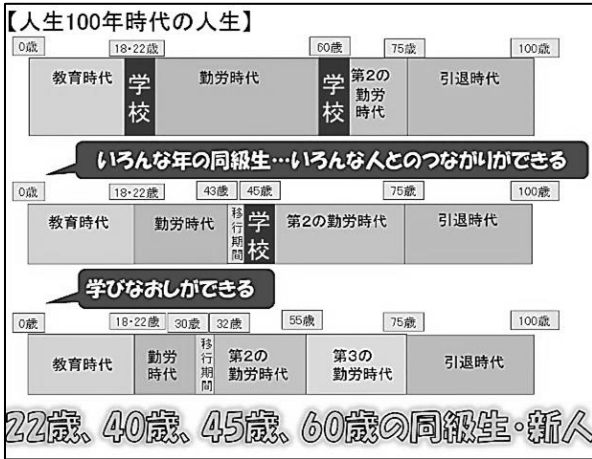 【人生100年時代の人生】
0歳 18・22歳 60歳 75歳 100歳
教育時代 学校 勤労時代 学校 第2の勤労時代 引退時代
いろんな年の同級生…いろんな人とのつながりができる
0歳 18・22歳 43歳 45歳 75歳 100歳
教育時代 勤労時代 移行期間 学校 第2の勤労時代 引退時代
学びなおしができる
0歳 18・22歳 30歳 32歳 55歳 75歳 100歳
教育時代 勤労時代 移行期間 第2の勤労時代 第3の勤労時代 引退時代
22歳、40歳、45歳、60歳の同級生・新人